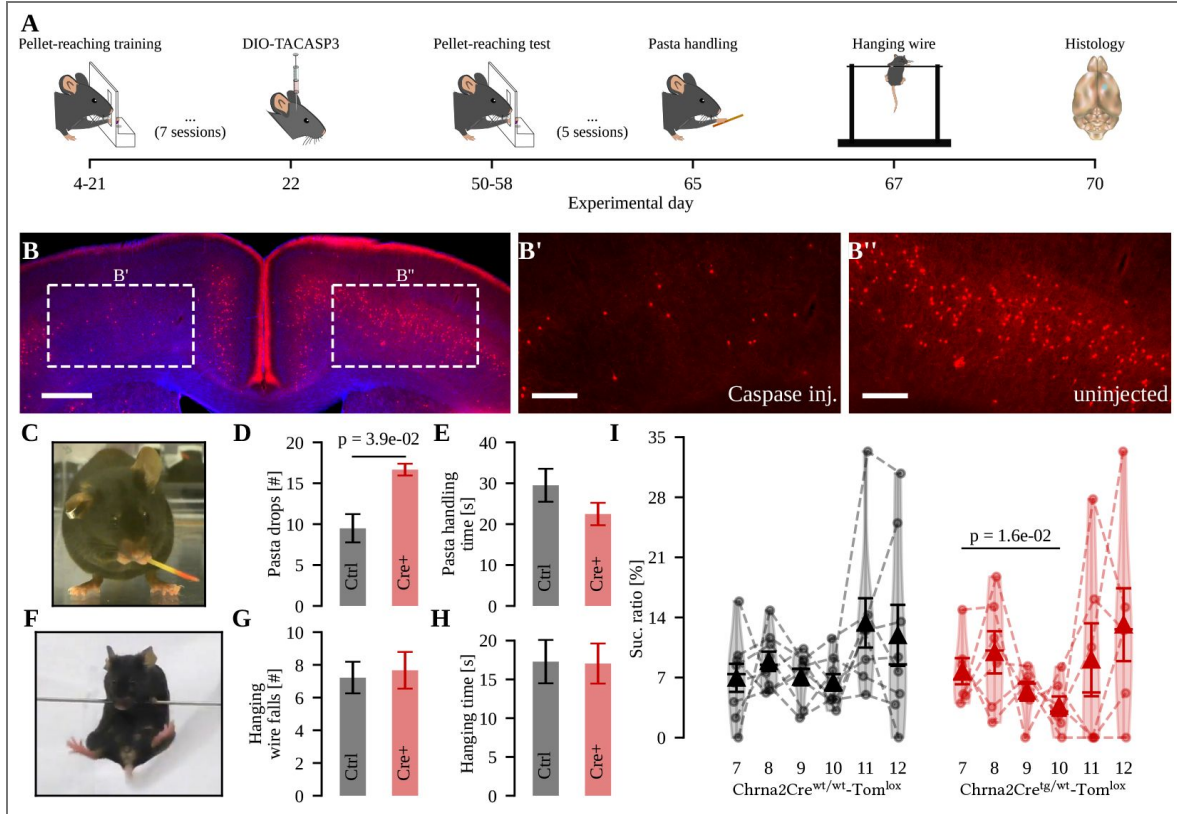 A
Pellet-reaching training
DIO-TACASP3
Pellet-reaching test
Pasta handling
Hanging wire
Histology
...
(7 sessions)
...
(5 sessions)
4-21
22
50-58
65
67
70
Experimental day
B
B'
B''
B'
Caspase inj.
B''
uninjected
C
D
p = 3.9e-02
Pasta drops [#]
20
15
10
5
0
Ctrl
Cre+
E
Pasta handling
time [s]
40
30
20
10
0
Ctrl
Cre+
F
G
Hanging
wire falls [#]
10
8
6
4
2
0
Ctrl
Cre+
H
Hanging time [s]
20
15
10
5
0
Ctrl
Cre+
I
Suc. ratio [%]
35
28
21
14
7
0
p = 1.6e-02
7 8 9 10 11 12
Chrna2Cre^wt/wt-Tom^lox
7 8 9 10 11 12
Chrna2Cre^tg/wt-Tom^lox